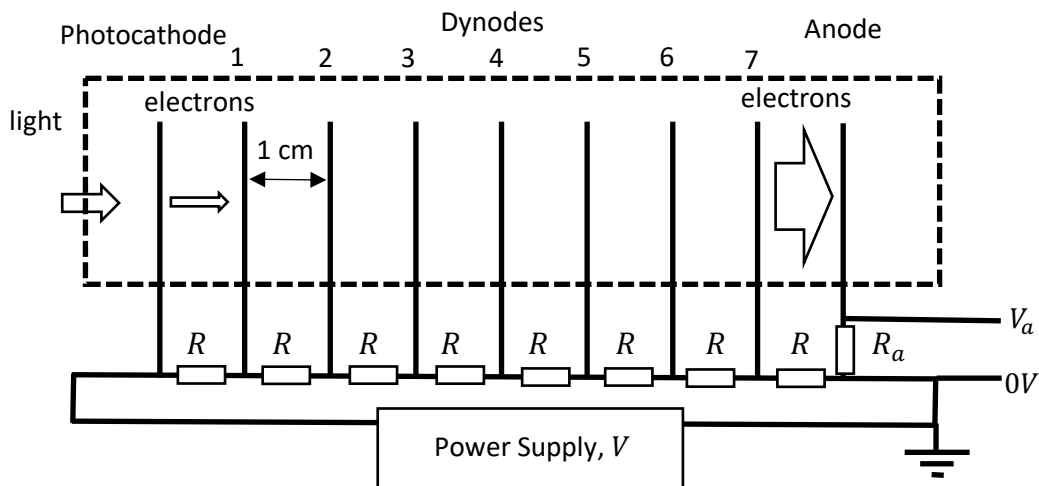 Photocathode
Dynodes
Anode
1 2 3 4 5 6 7
electrons
electrons
light
1 cm
V_a
R R R R R R R R
R_a
0V
Power Supply, V